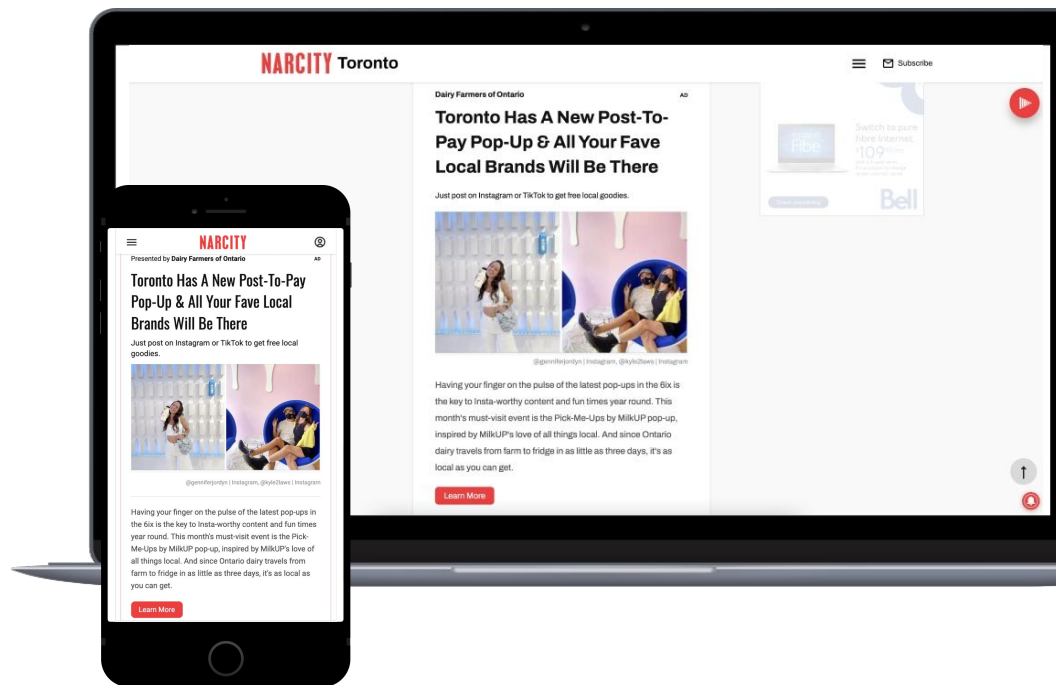 NARCITY Toronto
Subscribe
Dairy Farmers of Ontario
AD
Toronto Has A New Post-To-
Pay Pop-Up & All Your Fave
Local Brands Will Be There
Just post on Instagram or TikTok to get free local goodies.
@genniferjordyn | Instagram, @kyle2laws | Instagram
Having your finger on the pulse of the latest pop-ups in the 6ix is
the key to Insta-worthy content and fun times year round. This
month's must-visit event is the Pick-Me-Ups by MilkUP pop-up,
inspired by MilkUP's love of all things local. And since Ontario
dairy travels from farm to fridge in as little as three days, it's as
local as you can get.
Learn More
Switch to pure
fibre Internet
$109
Fibe
Bell
NARCITY
Presented by Dairy Farmers of Ontario
AD
Toronto Has A New Post-To-Pay
Pop-Up & All Your Fave Local
Brands Will Be There
Just post on Instagram or TikTok to get free local
goodies.
@genniferjordyn | Instagram, @kyle2laws | Instagram
Having your finger on the pulse of the latest pop-ups in
the 6ix is the key to Insta-worthy content and fun times
year round. This month's must-visit event is the Pick-
Me-Ups by MilkUP pop-up, inspired by MilkUP's love of
all things local. And since Ontario dairy travels from
farm to fridge in as little as three days, it's as local as
you can get.
Learn More